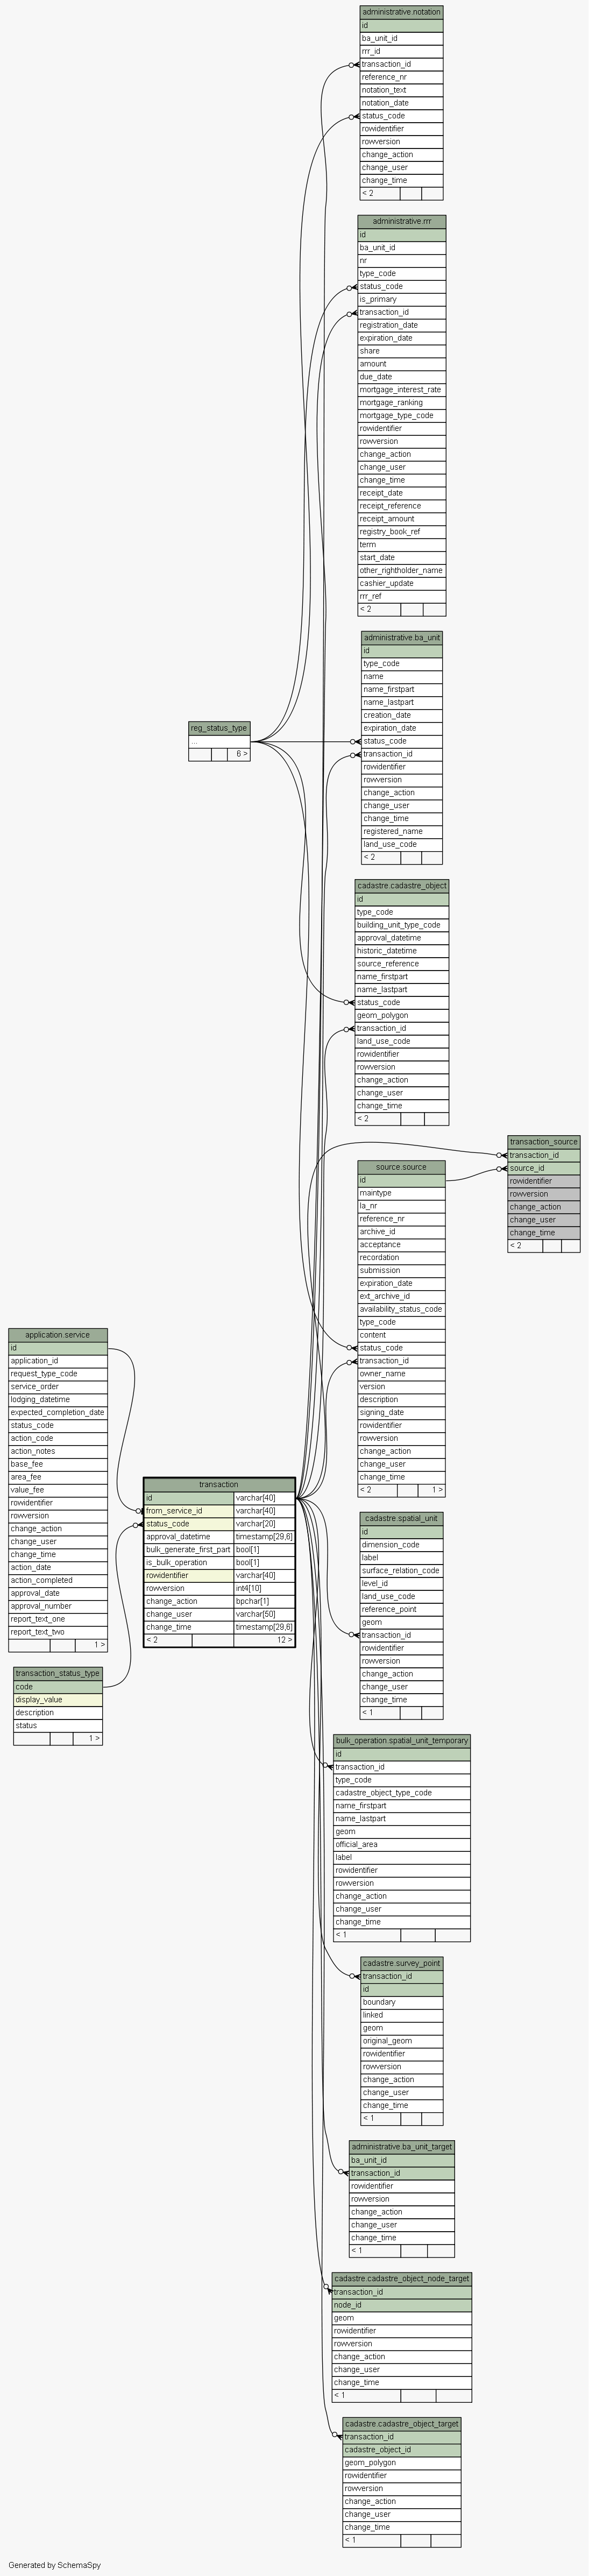 administrative.notation
id
ba_unit_id
rrr_id
transaction_id
reference_nr
notation_text
notation_date
status_code
rowidentifier
rowversion
change_action
change_user
change_time
< 2
administrative.rrr
id
ba_unit_id
nr
type_code
status_code
is_primary
transaction_id
registration_date
expiration_date
share
amount
due_date
mortgage_interest_rate
mortgage_ranking
mortgage_type_code
rowidentifier
rowversion
change_action
change_user
change_time
receipt_date
receipt_reference
receipt_amount
registry_book_ref
term
start_date
other_rightholder_name
cashier_update
rrr_ref
< 2
administrative.ba_unit
id
type_code
name
name_firstpart
name_lastpart
creation_date
expiration_date
status_code
transaction_id
rowidentifier
rowversion
change_action
change_user
change_time
registered_name
land_use_code
< 2
reg_status_type
...
6 >
cadastre.cadastre_object
id
type_code
building_unit_type_code
approval_datetime
historic_datetime
source_reference
name_firstpart
name_lastpart
status_code
geom_polygon
transaction_id
land_use_code
rowidentifier
rowversion
change_action
change_user
change_time
< 2
transaction_source
transaction_id
source_id
rowidentifier
rowversion
change_action
change_user
change_time
< 2
source.source
id
maintype
la_nr
reference_nr
archive_id
acceptance
recordation
submission
expiration_date
ext_archive_id
availability_status_code
type_code
content
status_code
transaction_id
owner_name
version
description
signing_date
rowidentifier
rowversion
change_action
change_user
change_time
< 2 1 >
application.service
id
application_id
request_type_code
service_order
lodging_datetime
expected_completion_date
status_code
action_code
action_notes
base_fee
area_fee
value_fee
rowidentifier
rowversion
change_action
change_user
change_time
action_date
action_completed
approval_date
approval_number
report_text_one
report_text_two
1 >
transaction
id varchar[40]
from_service_id varchar[40]
status_code varchar[20]
approval_datetime timestamp[29,6]
bulk_generate_first_part bool[1]
is_bulk_operation bool[1]
rowidentifier varchar[40]
rowversion int4[10]
change_action bpchar[1]
change_user varchar[50]
change_time timestamp[29,6]
< 2 12 >
transaction_status_type
code
display_value
description
status
1 >
cadastre.spatial_unit
id
dimension_code
label
surface_relation_code
level_id
land_use_code
reference_point
geom
transaction_id
rowidentifier
rowversion
change_action
change_user
change_time
< 1
bulk_operation.spatial_unit_temporary
id
transaction_id
type_code
cadastre_object_type_code
name_firstpart
name_lastpart
geom
official_area
label
rowidentifier
rowversion
change_action
change_user
change_time
< 1
cadastre.survey_point
transaction_id
id
boundary
linked
geom
original_geom
rowidentifier
rowversion
change_action
change_user
change_time
< 1
administrative.ba_unit_target
ba_unit_id
transaction_id
rowidentifier
rowversion
change_action
change_user
change_time
< 1
cadastre.cadastre_object_node_target
transaction_id
node_id
geom
rowidentifier
rowversion
change_action
change_user
change_time
< 1
cadastre.cadastre_object_target
transaction_id
cadastre_object_id
geom_polygon
rowidentifier
rowversion
change_action
change_user
change_time
< 1
Generated by SchemaSpy